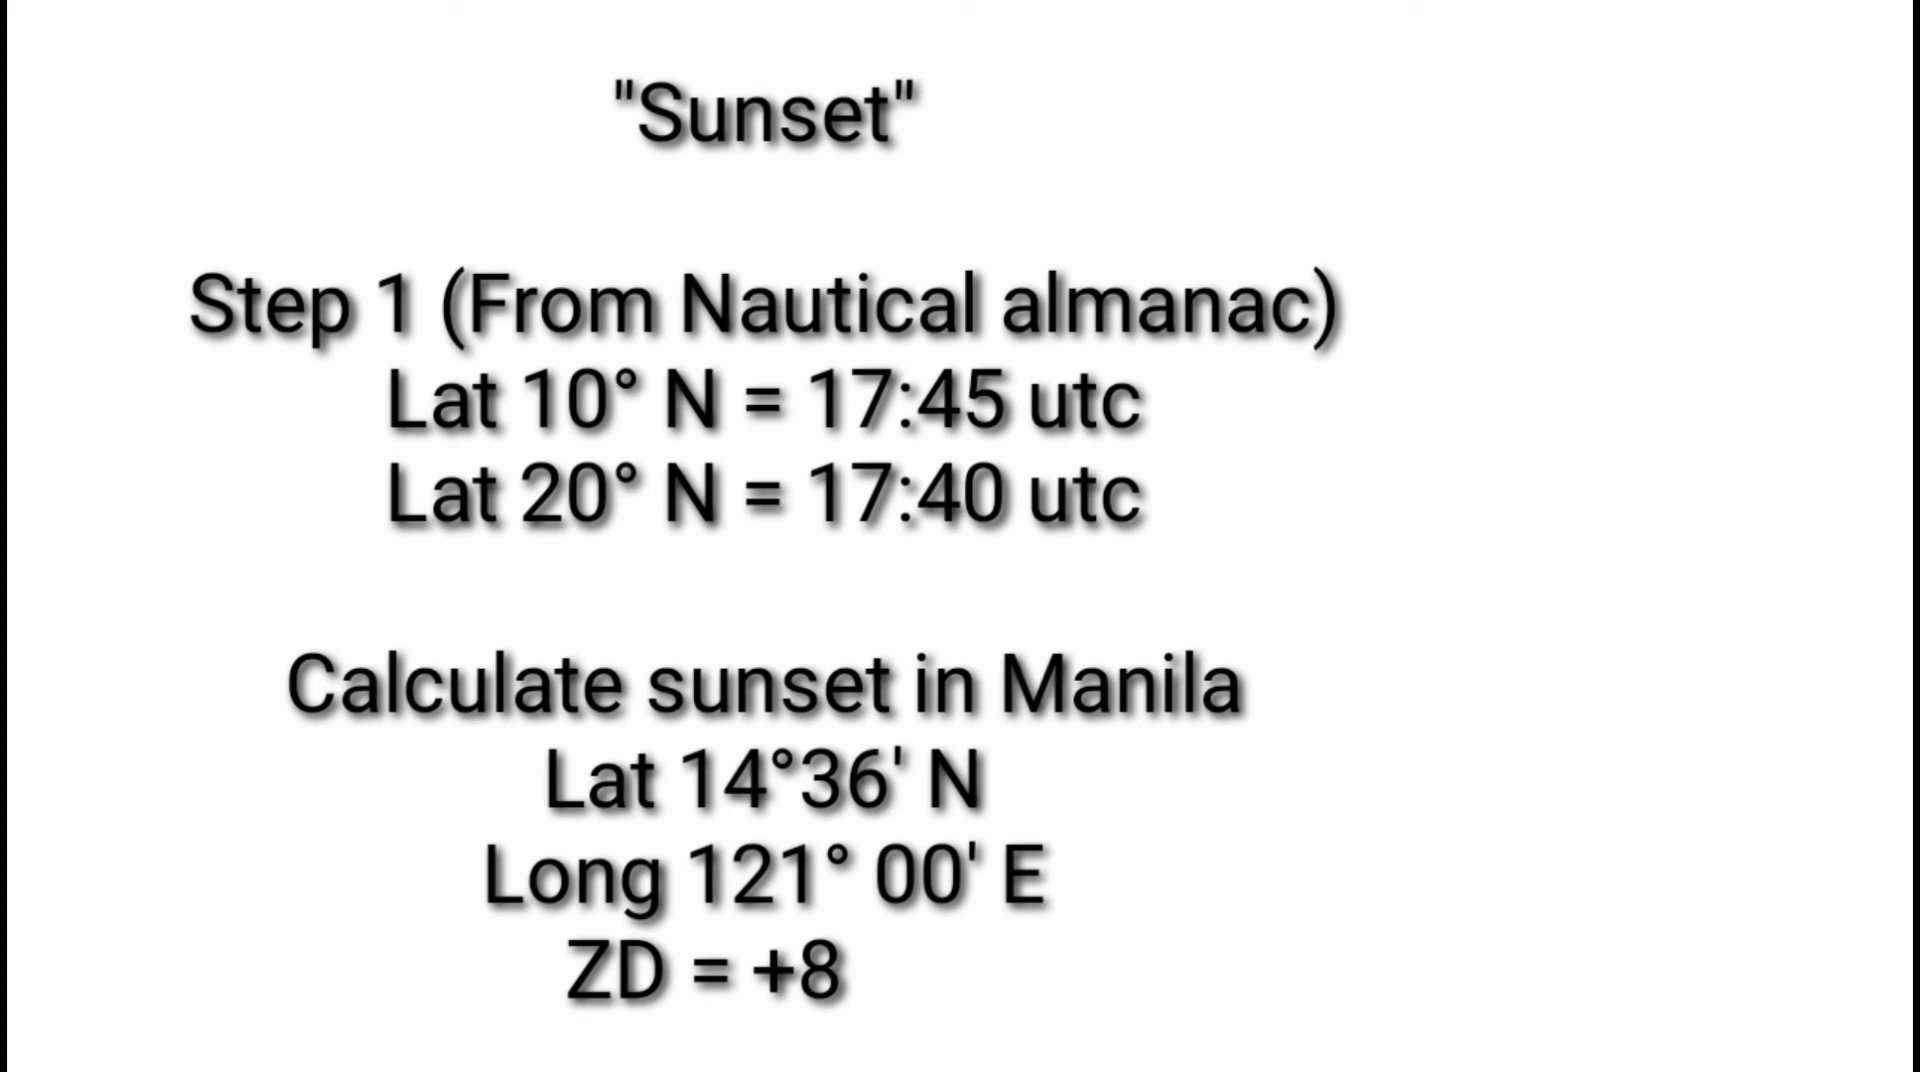 "Sunset"
Step 1 (From Nautical almanac)
Lat 10° N = 17:45 utc
Lat 20° N = 17:40 utc
Calculate sunset in Manila
Lat 14°36' N
Long 121° 00' E
ZD = +8